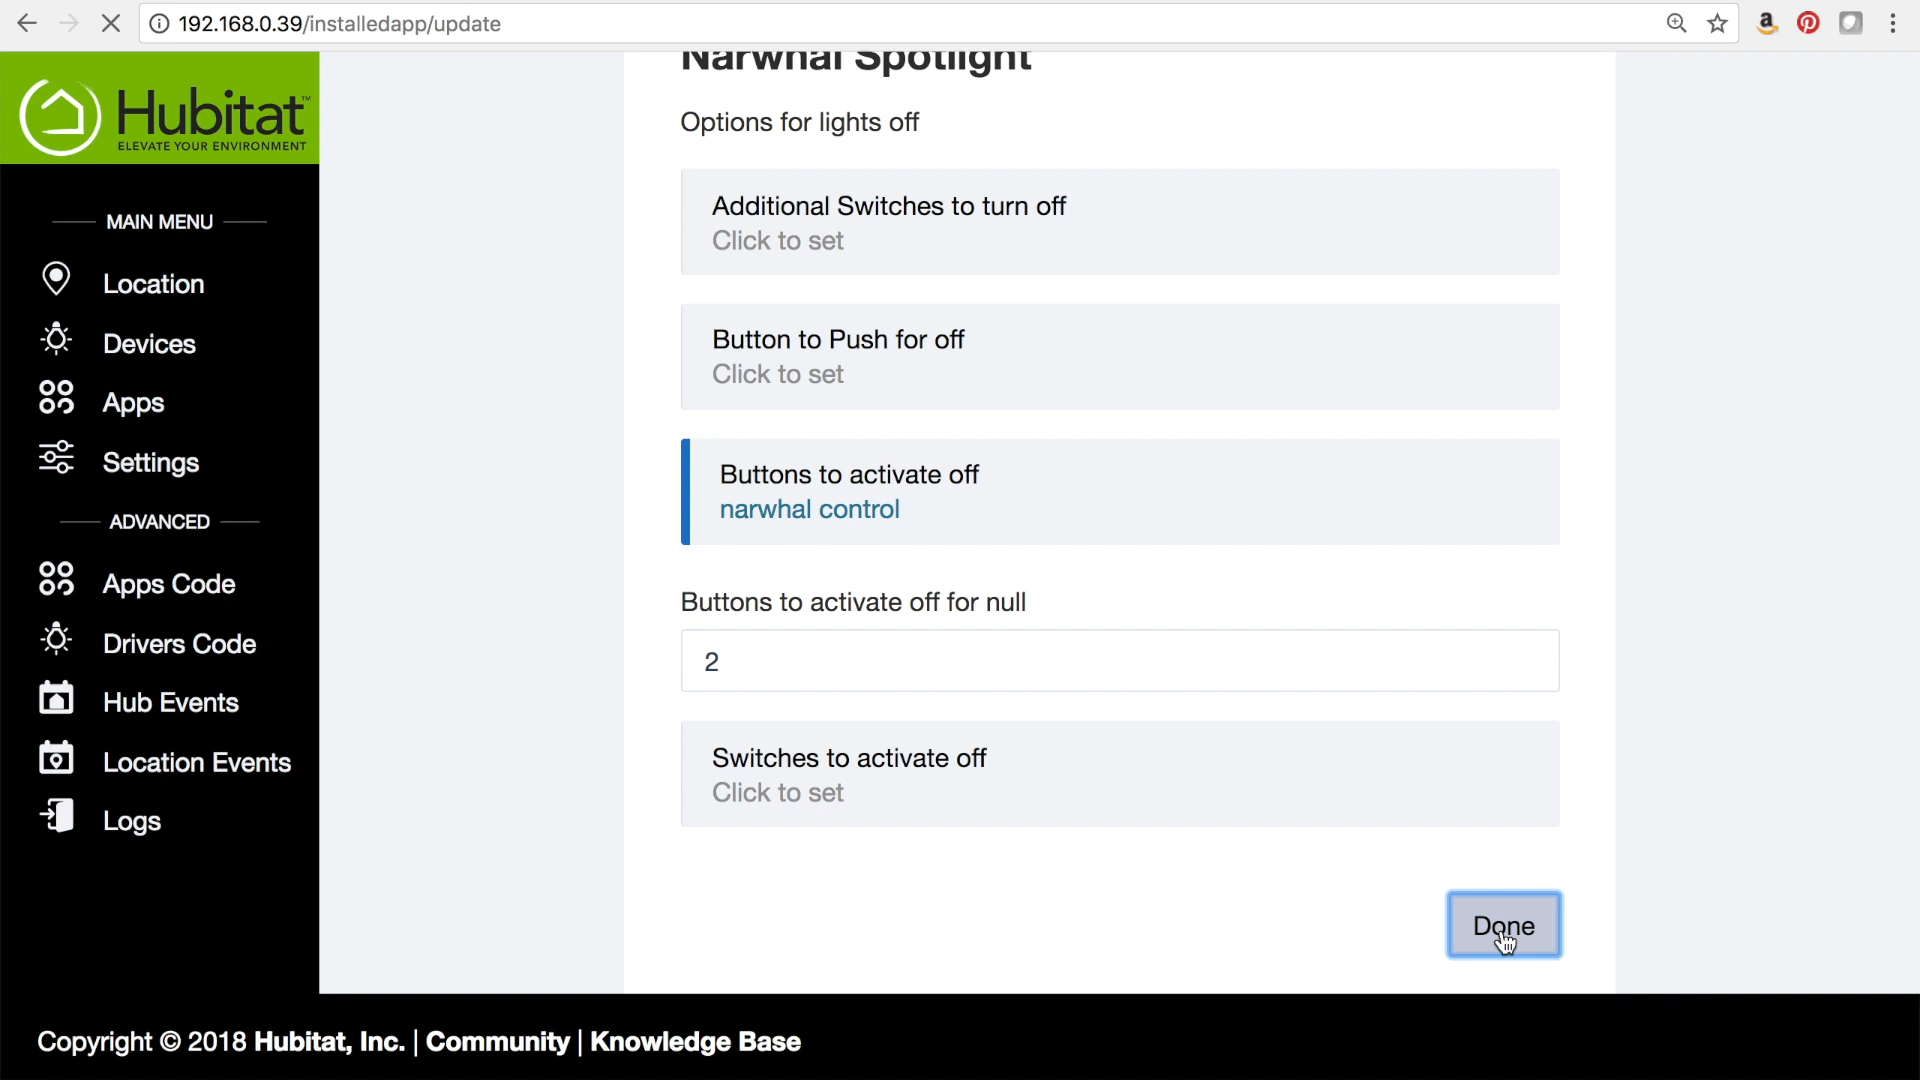 192.168.0.39/installedapp/update
Hubitat™
ELEVATE YOUR ENVIRONMENT
MAIN MENU
Location
Devices
Apps
Settings
ADVANCED
Apps Code
Drivers Code
Hub Events
Location Events
Logs
Narwhal Spotlight
Options for lights off
Additional Switches to turn off
Click to set
Button to Push for off
Click to set
Buttons to activate off
narwhal control
Buttons to activate off for null
2
Switches to activate off
Click to set
Done
Copyright © 2018 Hubitat, Inc. | Community | Knowledge Base